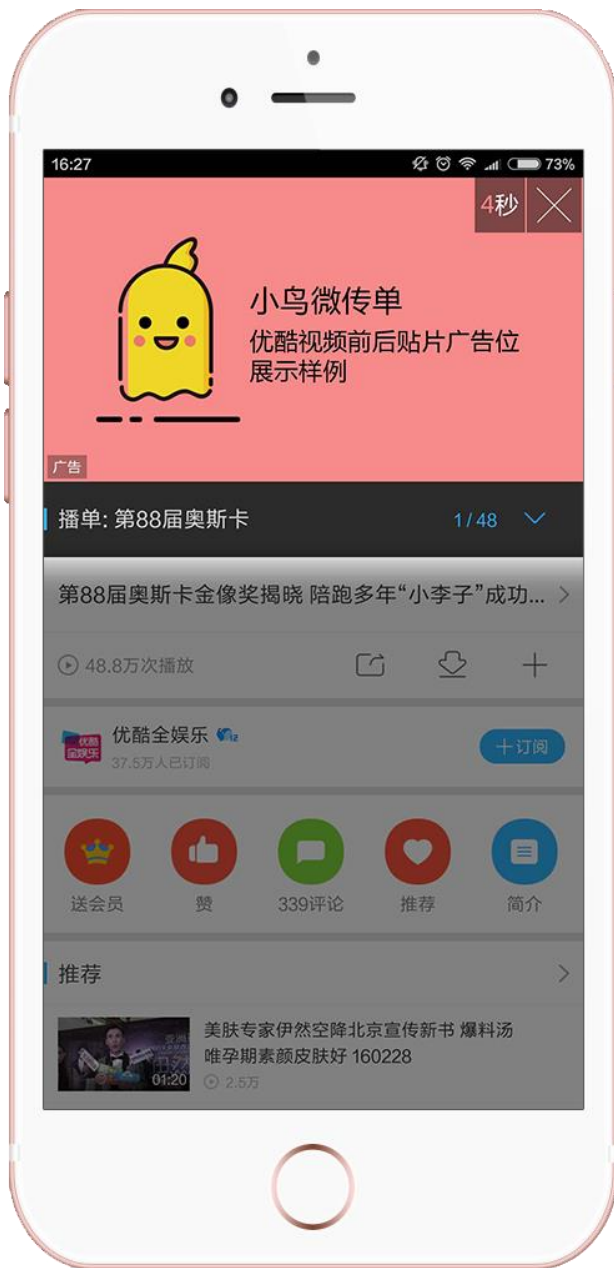 16:27
73%
4秒
小鸟微传单
优酷视频前后贴片广告位
展示样例
广告
播单: 第88届奥斯卡
1/48
第88届奥斯卡金像奖揭晓 陪跑多年“小李子”成功...
48.8万次播放
优酷
全娱乐
优酷全娱乐
12
37.5万人已订阅
十订阅
送会员
赞
339评论
推荐
简介
推荐
美肤专家伊然空降北京宣传新书 爆料汤
唯孕期素颜皮肤好 160228
01:20
2.5万